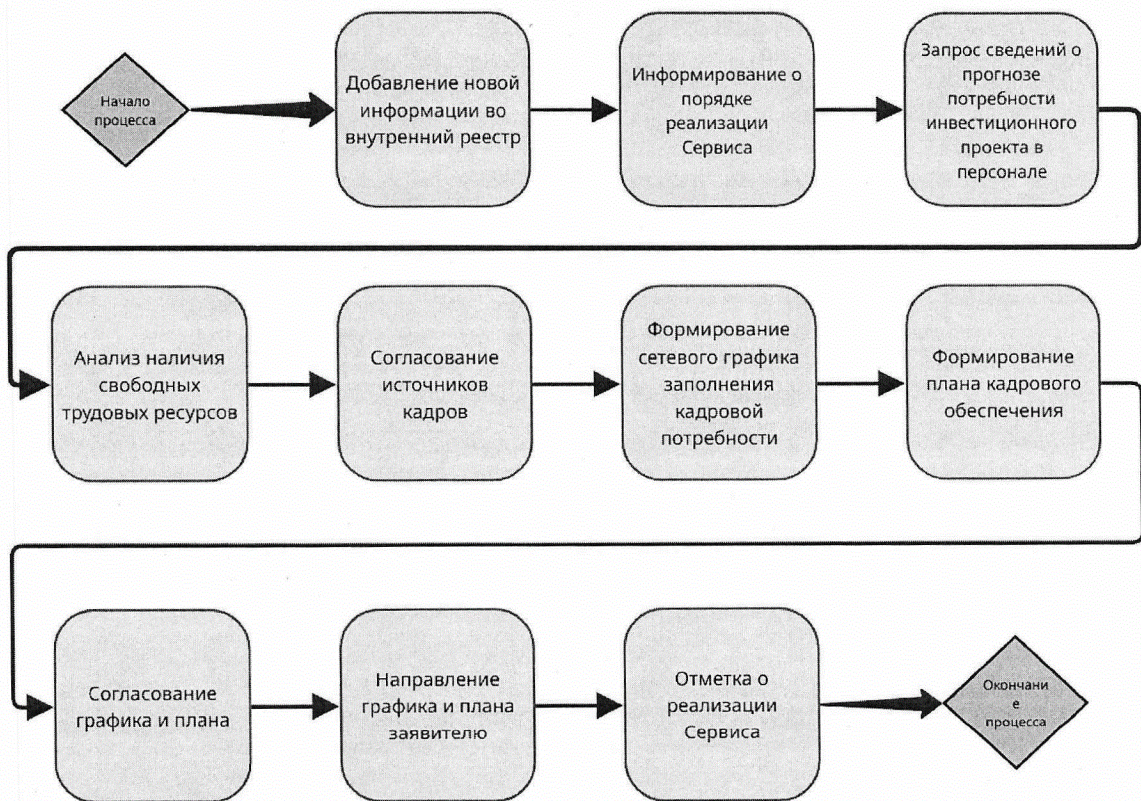 Начало
процесса
Добавление новой
информации во
внутренний реестр
Информирование о
порядке
реализации
Сервиса
Запрос сведений о
прогнозе
потребности
инвестиционного
проекта в
персонале
Анализ наличия
свободных
трудовых ресурсов
Согласование
источников
кадров
Формирование
сетевого графика
заполнения
кадровой
потребности
Формирование
плана кадрового
обеспечения
Согласование
графика и плана
Направление
графика и плана
заявителю
Отметка о
реализации
Сервиса
Окончани
е
процесса